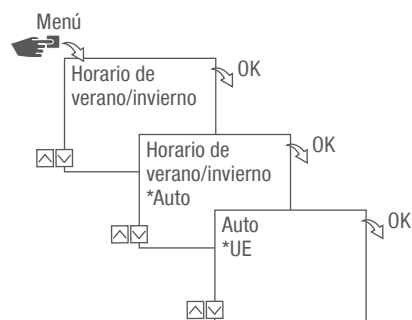 Menú
Horario de
verano/invierno
OK
Horario de
verano/invierno
*Auto
OK
Auto
*UE
OK